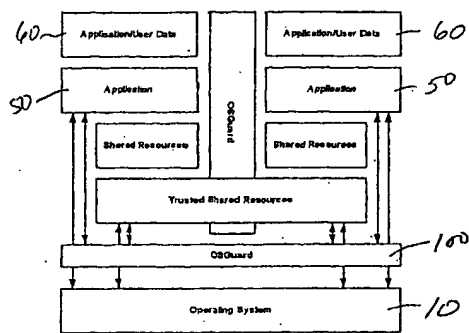 60 Application/User Data Application/User Data 60
50 Application Application 50
OSGuard
Shared Resources Shared Resources
Trusted Shared Resources
OSGuard 100
Operating System 10